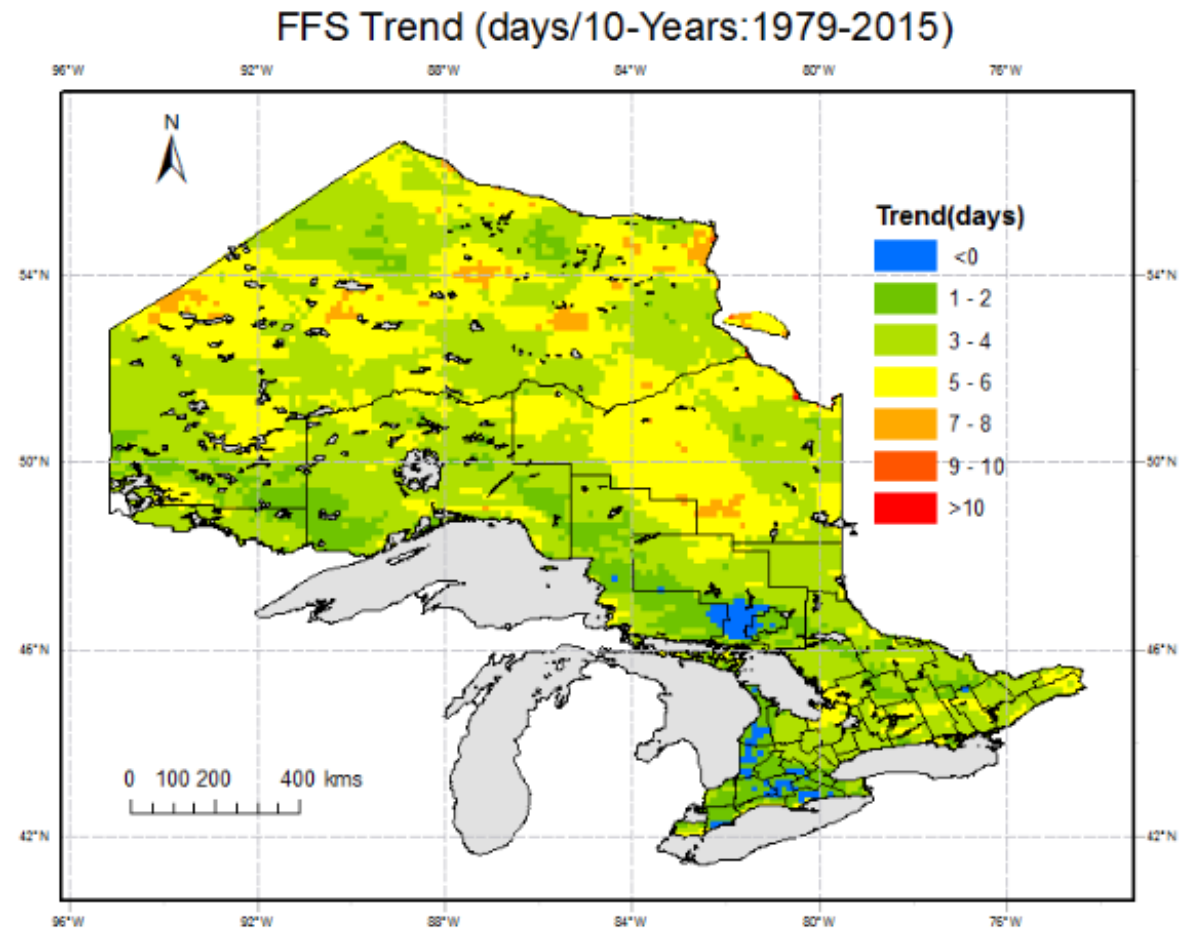 FFS Trend (days/10-Years:1979-2015)
96°W 92°W 88°W 84°W 80°W 76°W
N
Trend(days)
<0
54°N 54°N
1 - 2
3 - 4
5 - 6
7 - 8
50°N 9 - 10 50°N
>10
46°N 46°N
0 100 200 400 kms
42°N 42°N
96°W 92°W 88°W 84°W 80°W 76°W